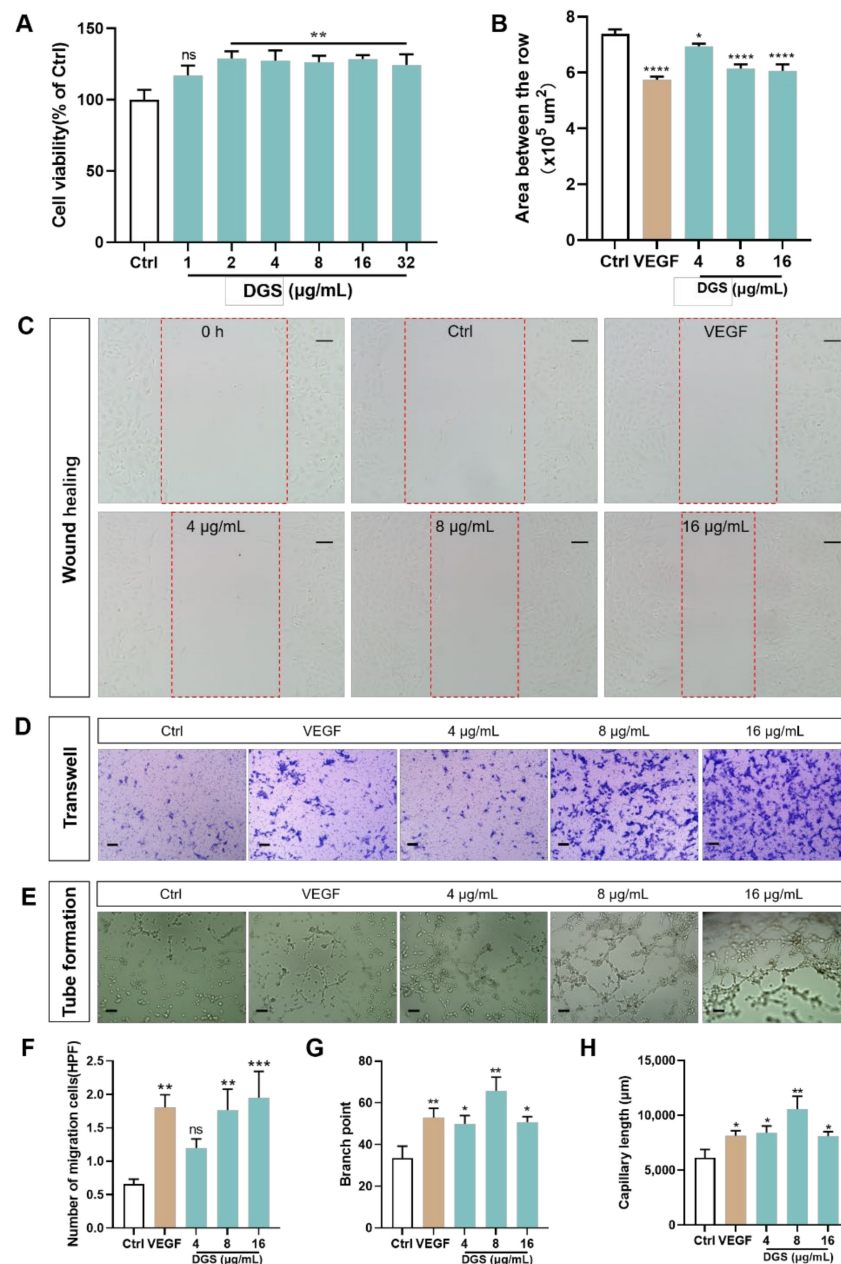 A
Cell viability(% of Ctrl)
150
100
50
0
ns
**
Ctrl
1
2
4
8
16
32
DGS (μg/mL)
B
Area between the row
(x10⁵ um²)
8
6
4
2
0
****
*
****
****
Ctrl VEGF 4 8 16
DGS (μg/mL)
C
Wound healing
0 h
Ctrl
VEGF
4 μg/mL
8 μg/mL
16 μg/mL
D
Transwell
Ctrl
VEGF
4 μg/mL
8 μg/mL
16 μg/mL
E
Tube formation
Ctrl
VEGF
4 μg/mL
8 μg/mL
16 μg/mL
F
Number of migration cells(HPF)
2.5
2.0
1.5
1.0
0.5
0.0
**
ns
**
***
Ctrl VEGF 4 8 16
DGS (μg/mL)
G
Branch point
80
60
40
20
0
**
*
**
*
Ctrl VEGF 4 8 16
DGS (μg/mL)
H
Capillary length (μm)
15,000
10,000
5,000
0
*
*
**
*
Ctrl VEGF 4 8 16
DGS (μg/mL)